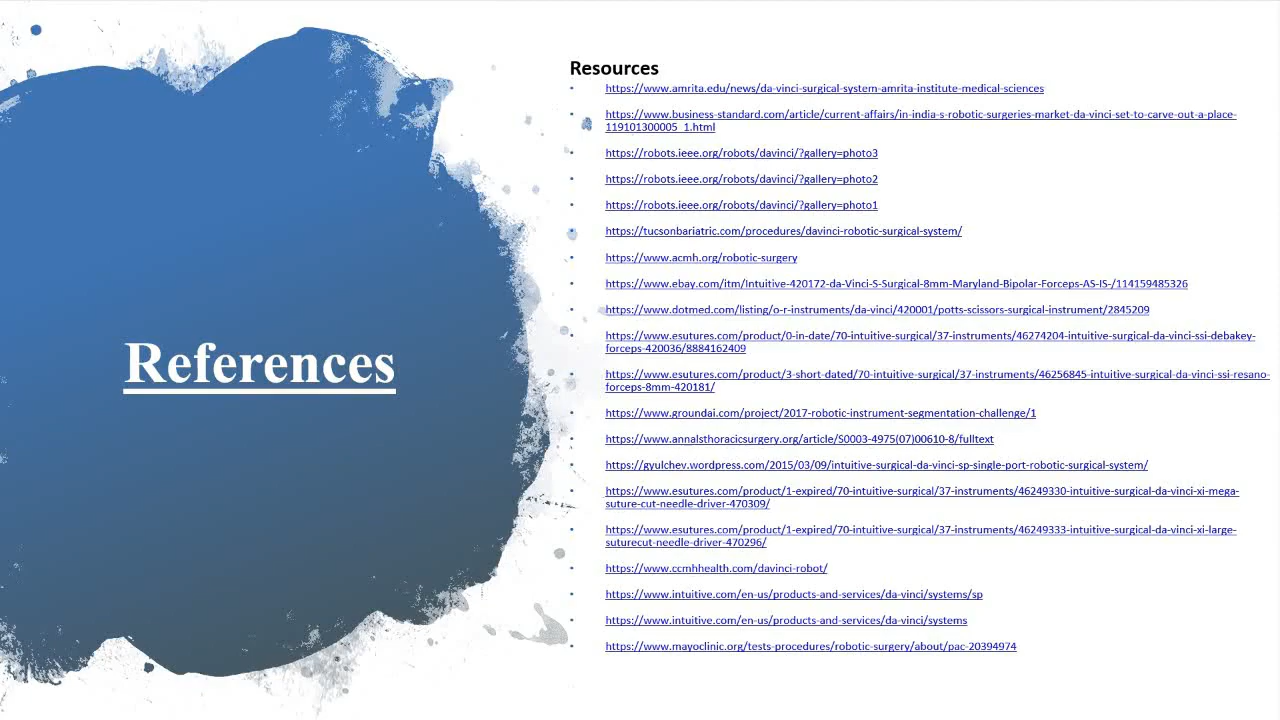 References
Resources
https://www.amrita.edu/news/da-vinci-surgical-system-amrita-institute-medical-sciences
https://www.business-standard.com/article/current-affairs/in-india-s-robotic-surgeries-market-da-vinci-set-to-carve-out-a-place-
119101300005_1.html
https://robots.ieee.org/robots/davinci/?gallery=photo3
https://robots.ieee.org/robots/davinci/?gallery=photo2
https://robots.ieee.org/robots/davinci/?gallery=photo1
https://tucsonbariatric.com/procedures/davinci-robotic-surgical-system/
https://www.acmh.org/robotic-surgery
https://www.ebay.com/itm/Intuitive-420172-da-Vinci-S-Surgical-8mm-Maryland-Bipolar-Forceps-AS-IS-/114159485326
https://www.dotmed.com/listing/o-r-instruments/da-vinci/420001/potts-scissors-surgical-instrument/2845209
https://www.esutures.com/product/0-in-date/70-intuitive-surgical/37-instruments/46274204-intuitive-surgical-da-vinci-ssi-debakey-
forceps-420036/8884162409
https://www.esutures.com/product/3-short-dated/70-intuitive-surgical/37-instruments/46256845-intuitive-surgical-da-vinci-ssi-resano-
forceps-8mm-420181/
https://www.groundai.com/project/2017-robotic-instrument-segmentation-challenge/1
https://www.annalsthoracicsurgery.org/article/S0003-4975(07)00610-8/fulltext
https://gyulchev.wordpress.com/2015/03/09/intuitive-surgical-da-vinci-sp-single-port-robotic-surgical-system/
https://www.esutures.com/product/1-expired/70-intuitive-surgical/37-instruments/46249330-intuitive-surgical-da-vinci-xi-mega-
suture-cut-needle-driver-470309/
https://www.esutures.com/product/1-expired/70-intuitive-surgical/37-instruments/46249333-intuitive-surgical-da-vinci-xi-large-
suturecut-needle-driver-470296/
https://www.ccmhhealth.com/davinci-robot/
https://www.intuitive.com/en-us/products-and-services/da-vinci/systems/sp
https://www.intuitive.com/en-us/products-and-services/da-vinci/systems
https://www.mayoclinic.org/tests-procedures/robotic-surgery/about/pac-20394974